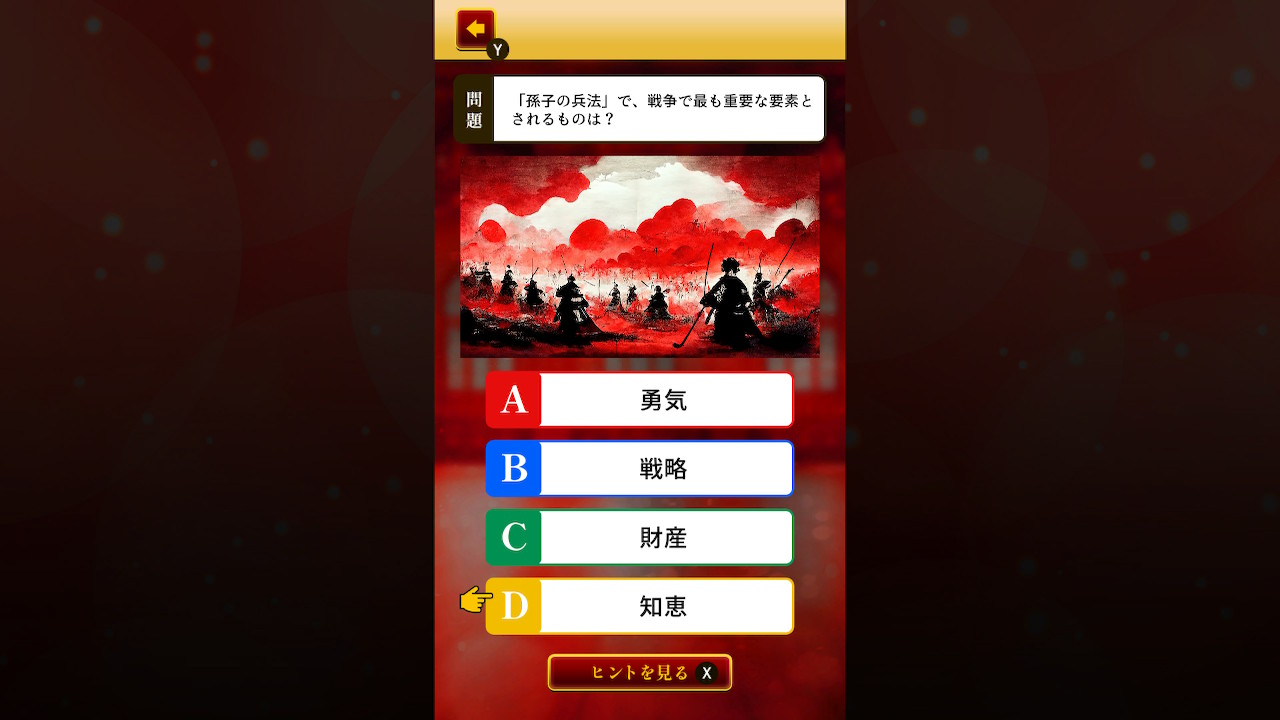 Y
問題
「孫子の兵法」で、戦争で最も重要な要素と
されるものは？
A 勇気
B 戦略
C 財産
D 知恵
ヒントを見る X